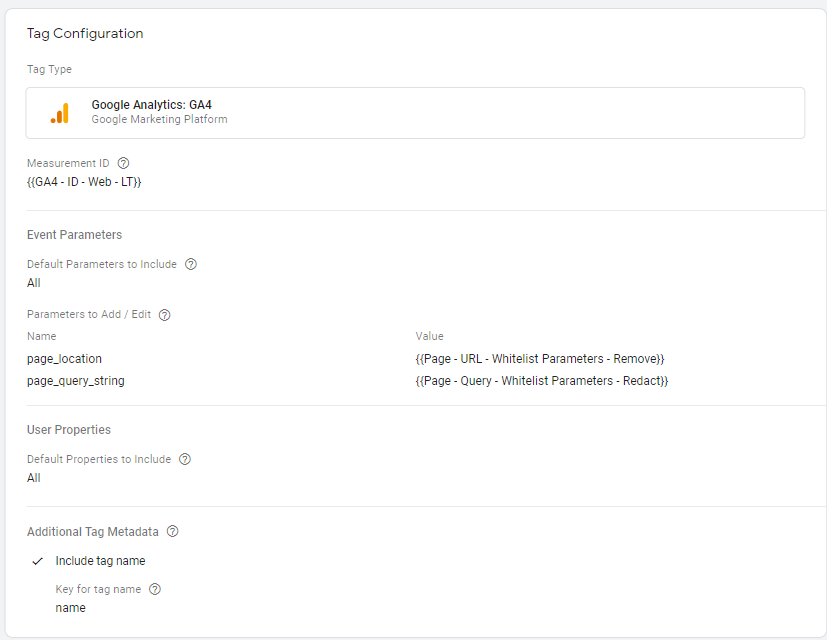 Tag Configuration
Tag Type
Google Analytics: GA4
Google Marketing Platform
Measurement ID
{{GA4 - ID - Web - LT}}
Event Parameters
Default Parameters to Include
All
Parameters to Add / Edit
Name Value
page_location {{Page - URL - Whitelist Parameters - Remove}}
page_query_string {{Page - Query - Whitelist Parameters - Redact}}
User Properties
Default Properties to Include
All
Additional Tag Metadata
Include tag name
Key for tag name
name